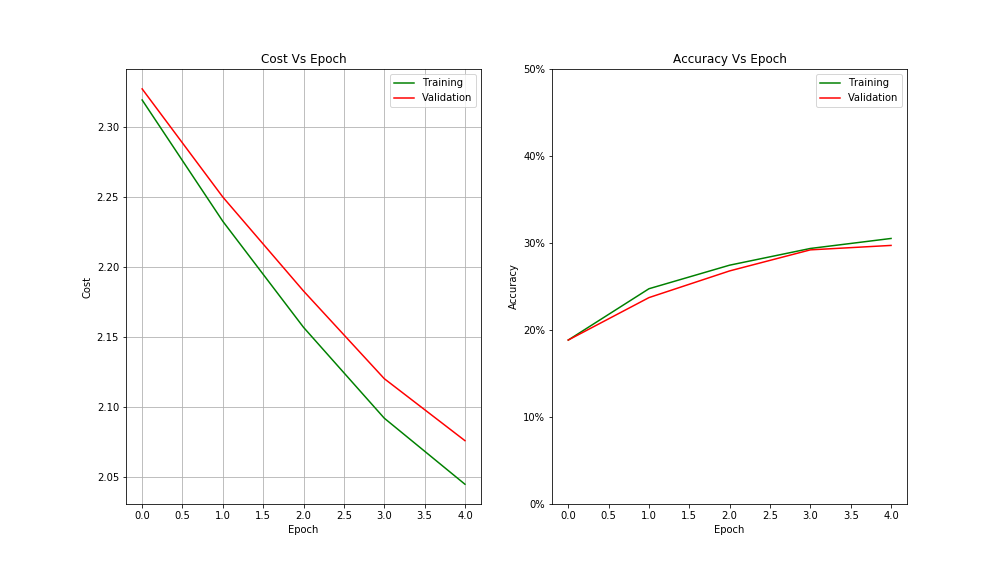 Cost Vs Epoch
Training
Validation
2.30
2.25
2.20
2.15
2.10
2.05
Cost
0.0 0.5 1.0 1.5 2.0 2.5 3.0 3.5 4.0
Epoch
Accuracy Vs Epoch
Training
Validation
50%
40%
30%
20%
10%
0%
Accuracy
0.0 0.5 1.0 1.5 2.0 2.5 3.0 3.5 4.0
Epoch